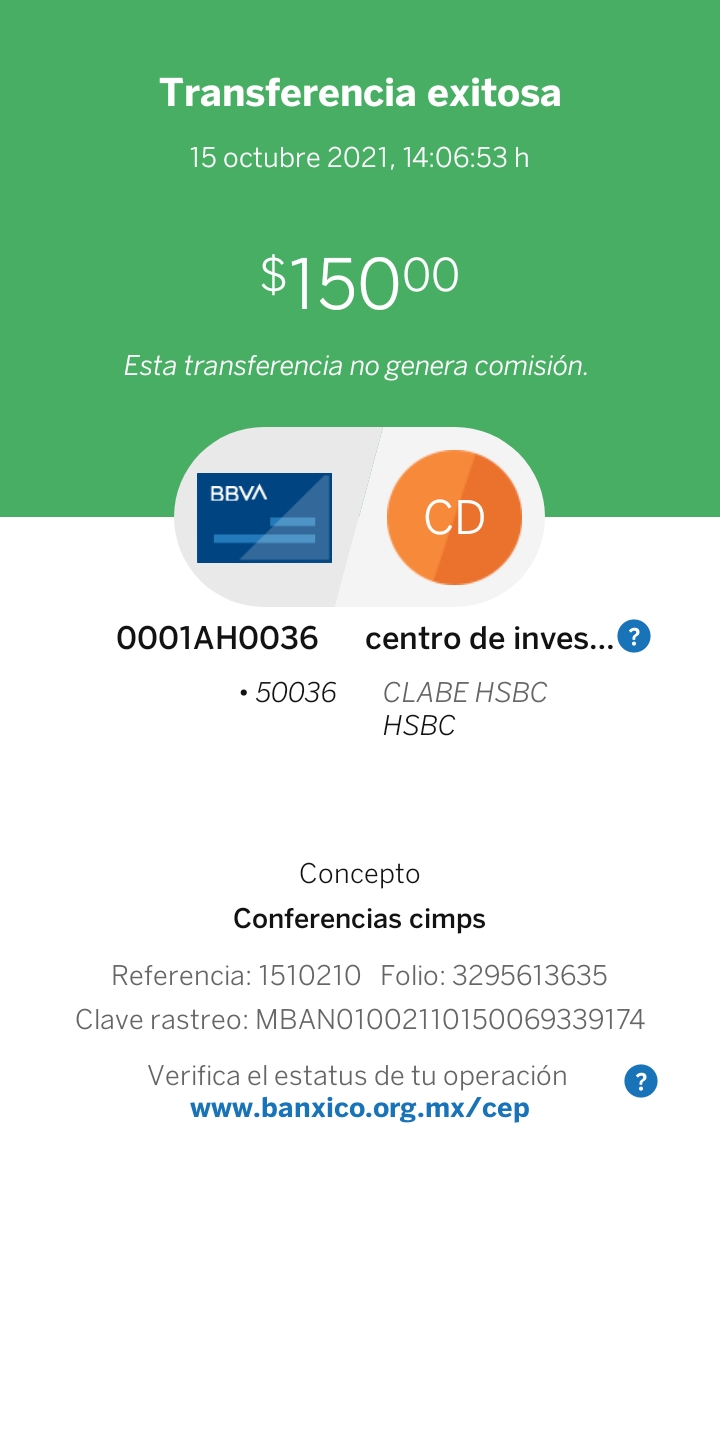 Transferencia exitosa
15 octubre 2021, 14:06:53 h
$150⁰⁰
Esta transferencia no genera comisión.
BBVA
CD
0001AH0036 centro de inves... ?
• 50036 CLABE HSBC
HSBC
Concepto
Conferencias cimps
Referencia: 1510210 Folio: 3295613635
Clave rastreo: MBAN01002110150069339174
Verifica el estatus de tu operación ?
www.banxico.org.mx/cep